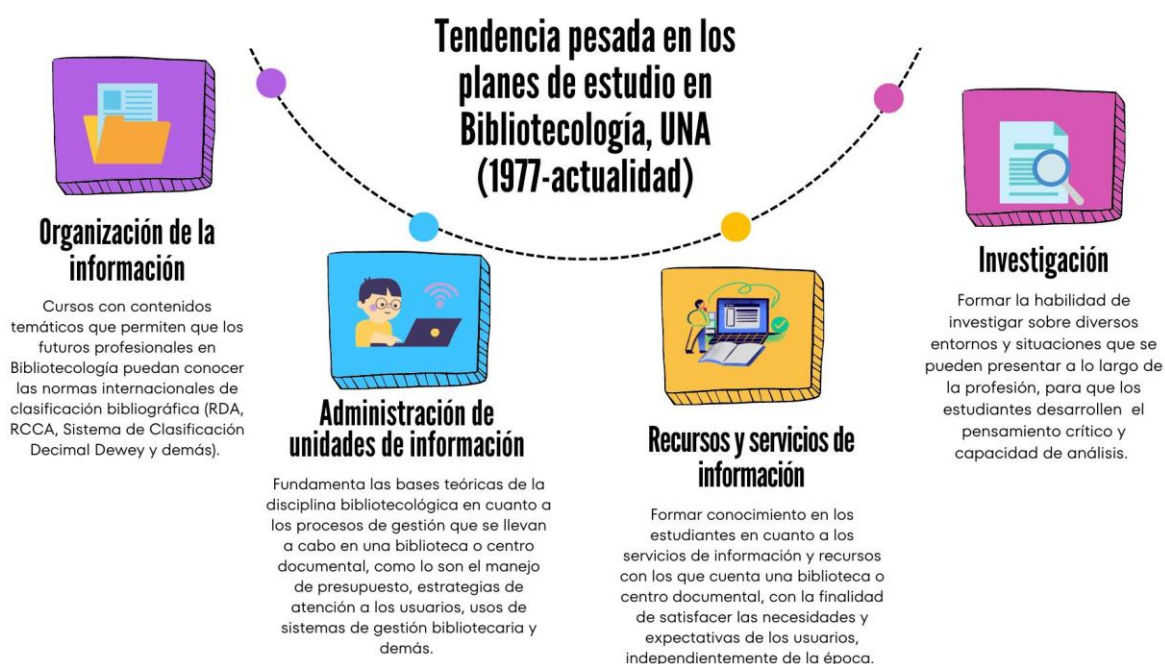 Tendencia pesada en los
planes de estudio en
Bibliotecología, UNA
(1977-actualidad)
Organización de la
información
Cursos con contenidos
temáticos que permiten que los
futuros profesionales en
Bibliotecología puedan conocer
las normas internacionales de
clasificación bibliográfica (RDA,
RCCA, Sistema de Clasificación
Decimal Dewey y demás).
Administración de
unidades de información
Fundamenta las bases teóricas de la
disciplina bibliotecológica en cuanto a
los procesos de gestión que se llevan
a cabo en una biblioteca o centro
documental, como lo son el manejo
de presupuesto, estrategias de
atención a los usuarios, usos de
sistemas de gestión bibliotecaria y
demás.
Recursos y servicios de
información
Formar conocimiento en los
estudiantes en cuanto a los
servicios de información y recursos
con los que cuenta una biblioteca o
centro documental, con la finalidad
de satisfacer las necesidades y
expectativas de los usuarios,
independientemente de la época.
Investigación
Formar la habilidad de
investigar sobre diversos
entornos y situaciones que se
pueden presentar a lo largo de
la profesión, para que los
estudiantes desarrollen el
pensamiento crítico y
capacidad de análisis.